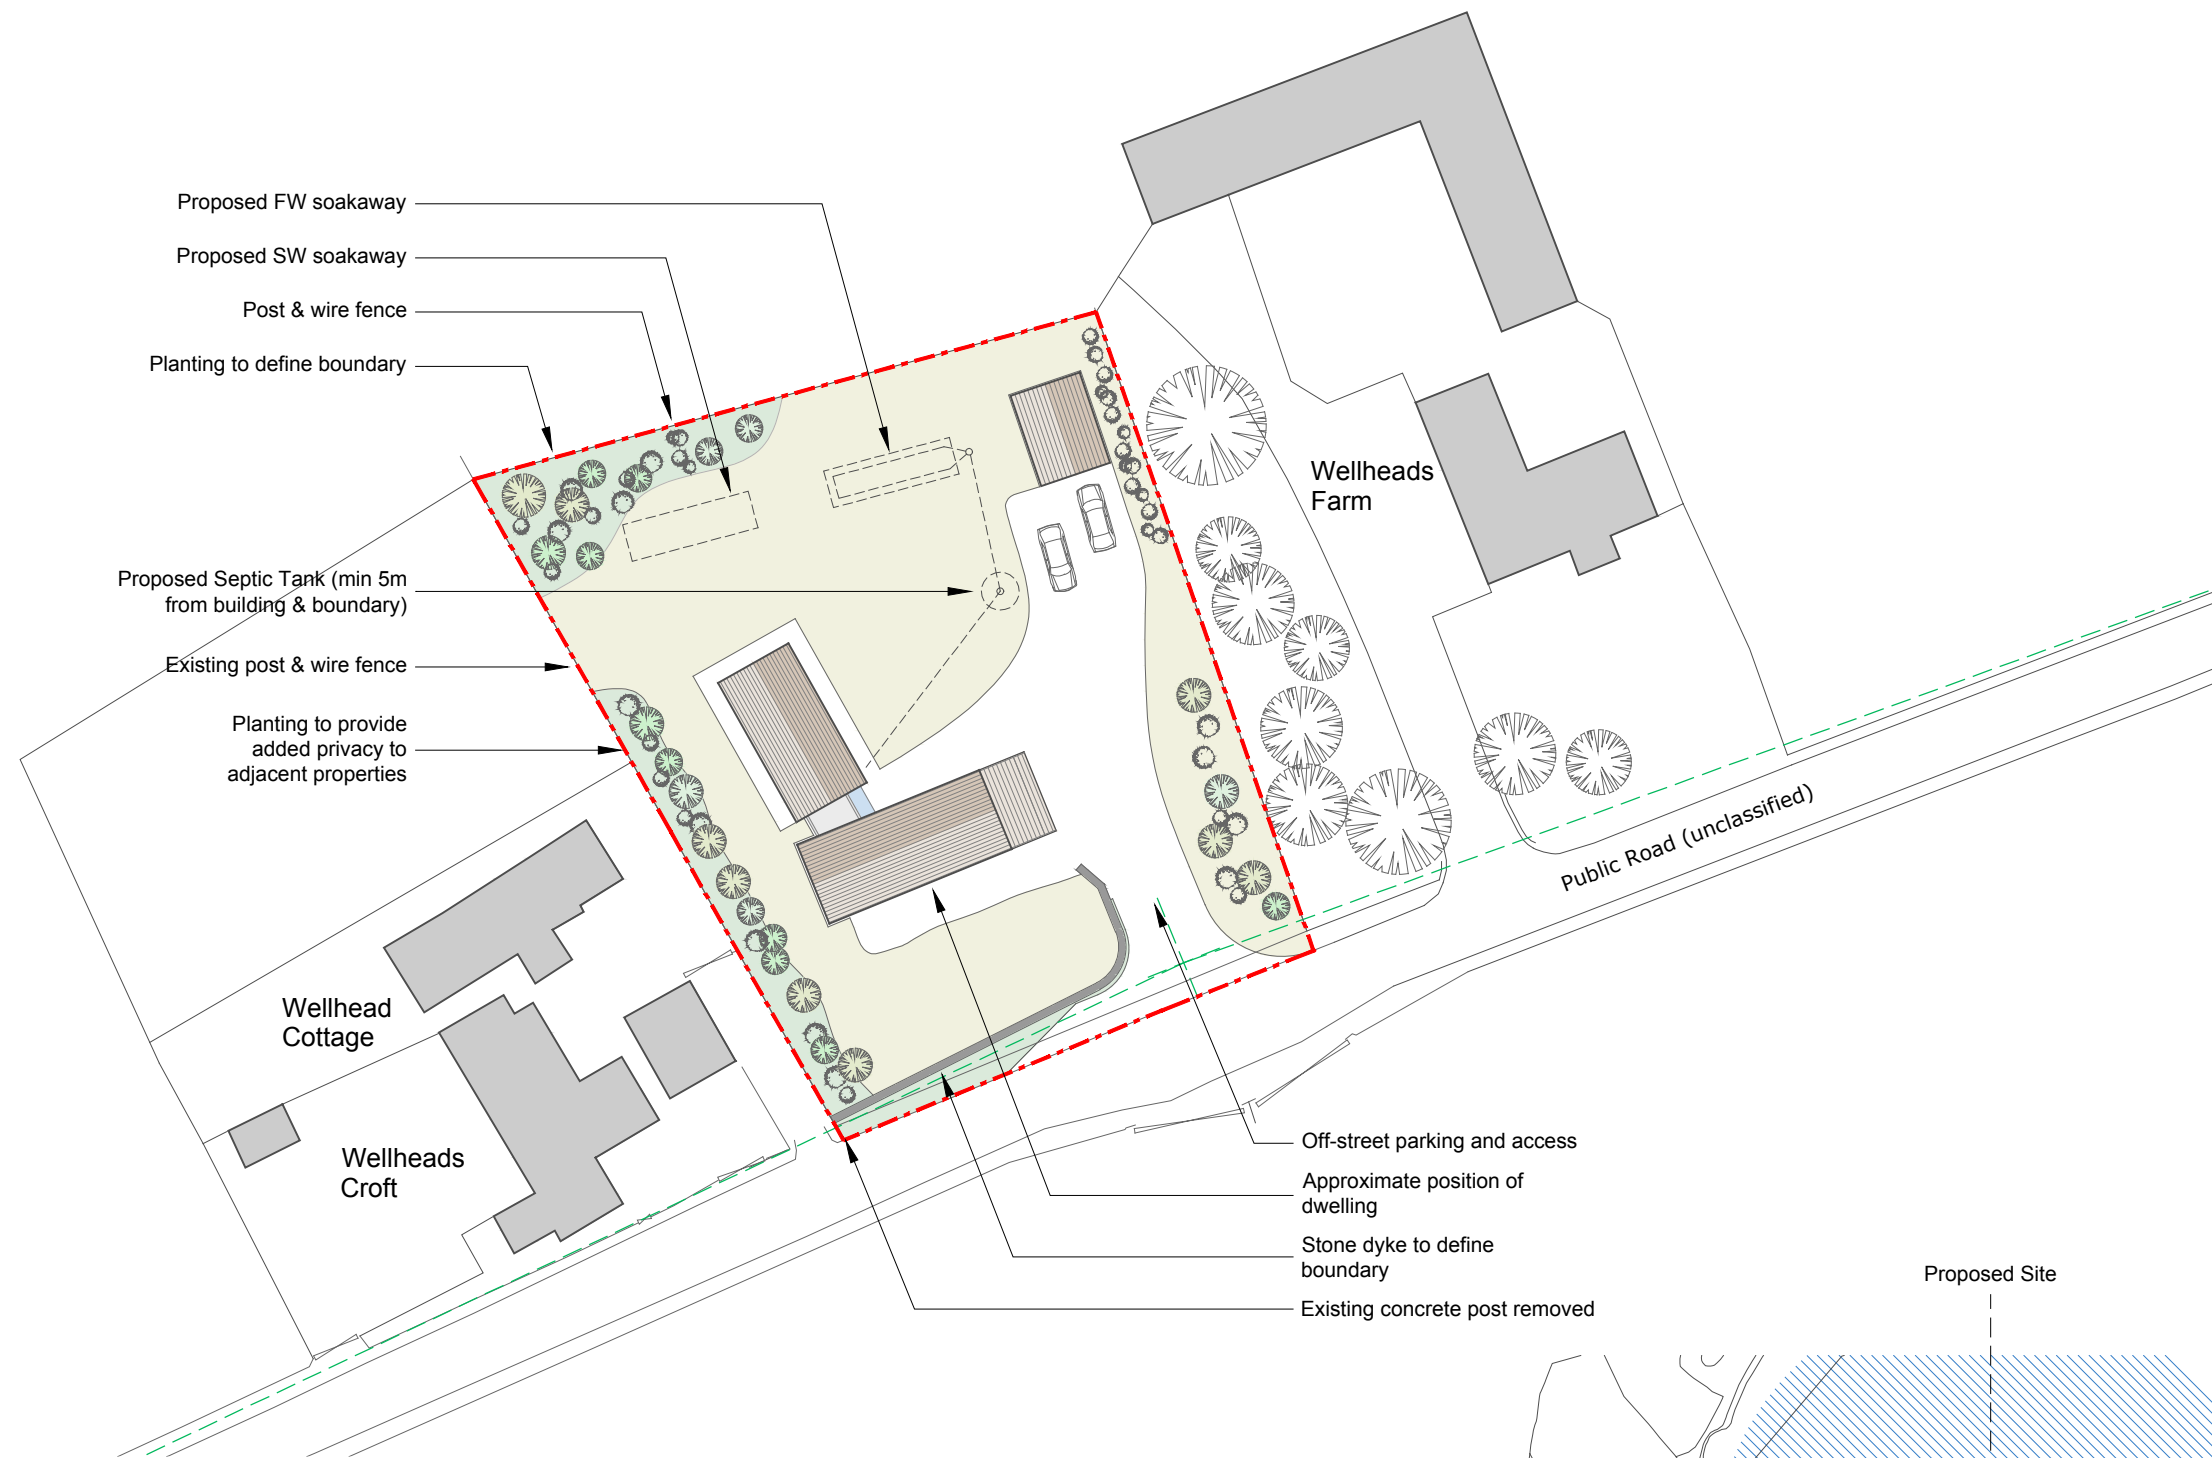 Proposed FW soakaway
Proposed SW soakaway
Post & wire fence
Planting to define boundary
Proposed Septic Tank (min 5m
from building & boundary)
Existing post & wire fence
Planting to provide
added privacy to
adjacent properties
Wellheads
Farm
Public Road (unclassified)
Wellhead
Cottage
Wellheads
Croft
Off-street parking and access
Approximate position of
dwelling
Stone dyke to define
boundary
Existing concrete post removed
Proposed Site